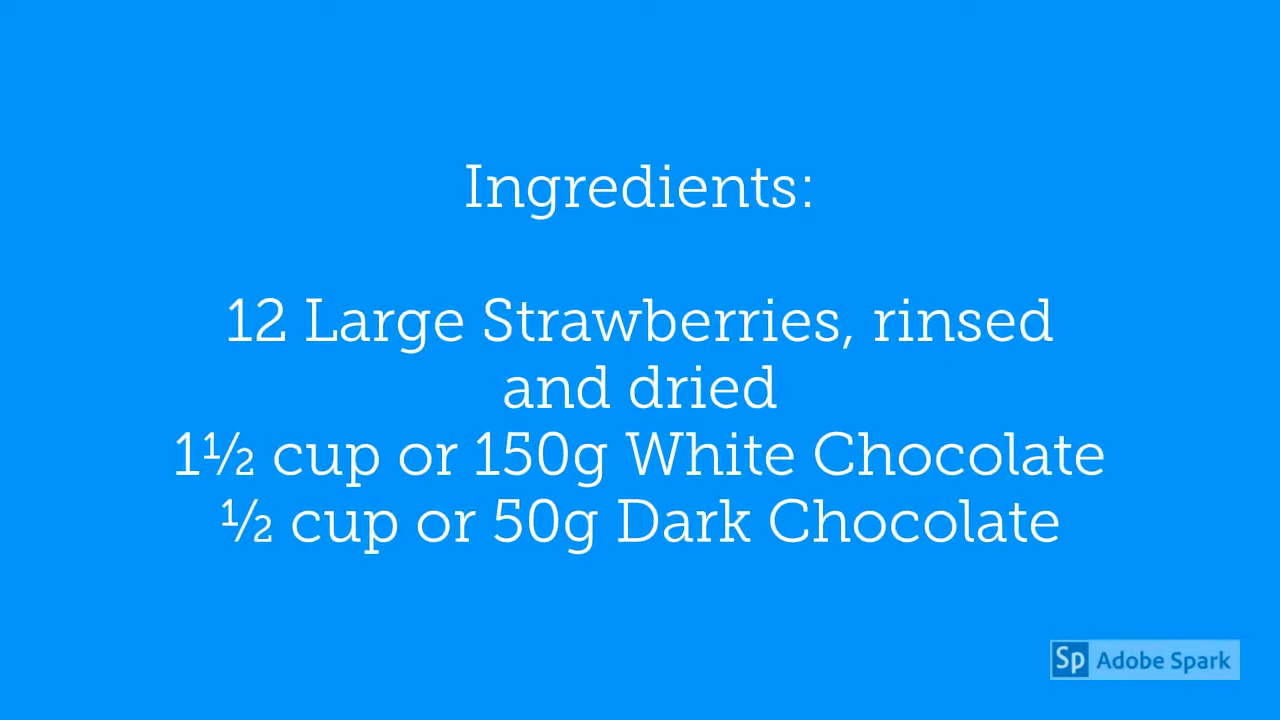 Ingredients:
12 Large Strawberries, rinsed
and dried
1½ cup or 150g White Chocolate
½ cup or 50g Dark Chocolate
Sp Adobe Spark